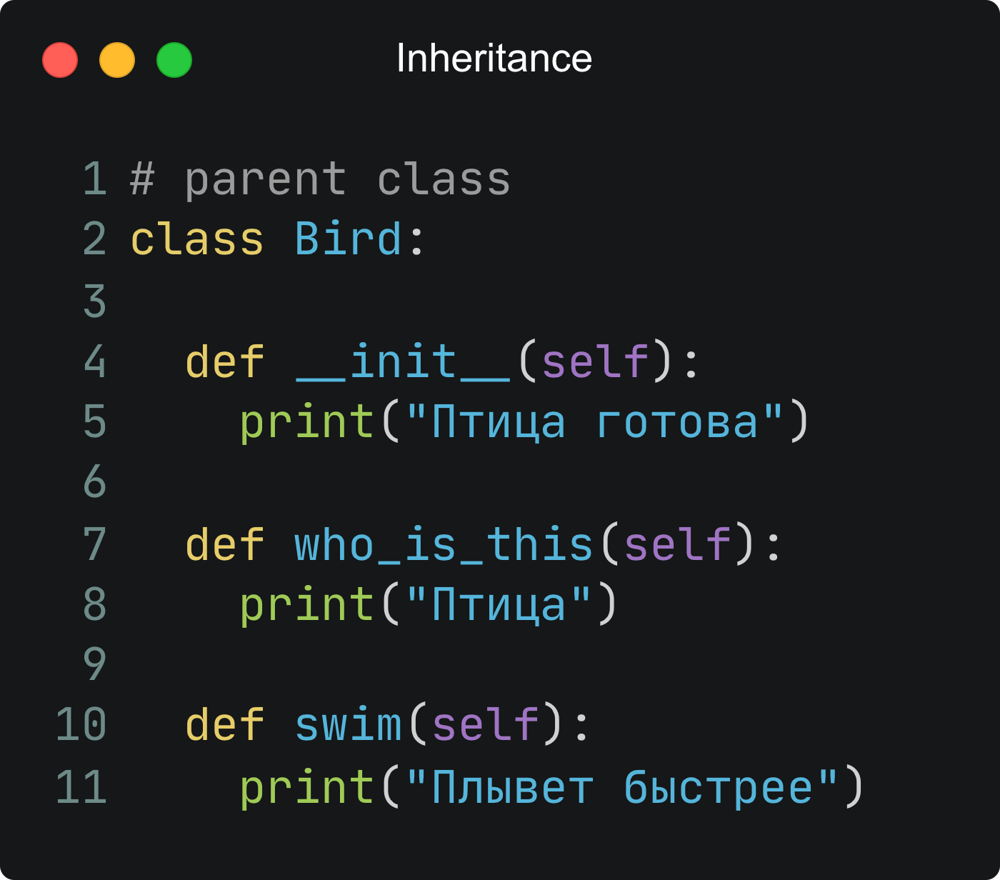 Inheritance
1 # parent class
2 class Bird:
3
4   def __init__(self):
5     print("Птица готова")
6
7   def who_is_this(self):
8     print("Птица")
9
10   def swim(self):
11     print("Плывет быстрее")